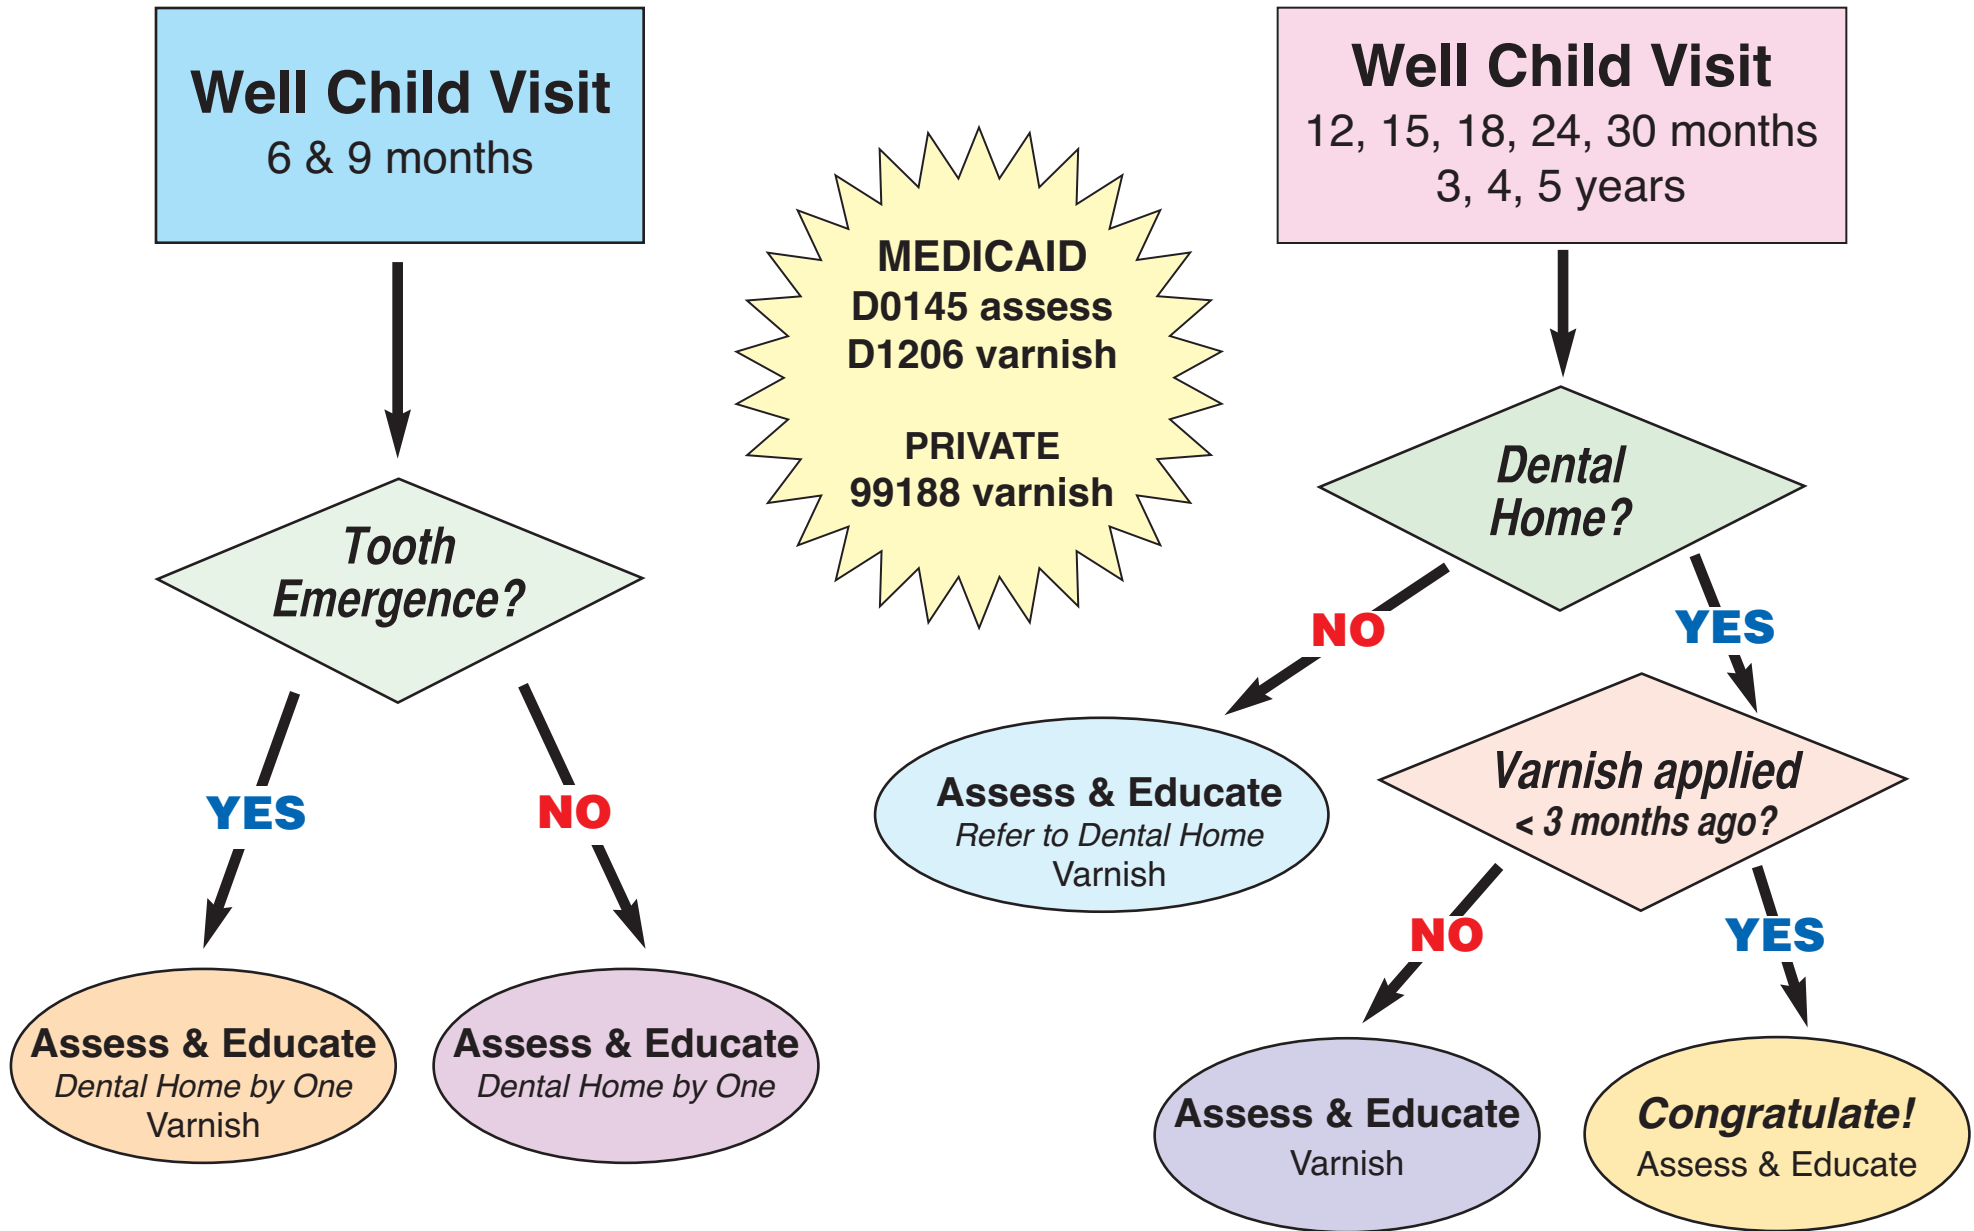 Well Child Visit
6 & 9 months
Tooth
Emergence?
YES
NO
Assess & Educate
Dental Home by One
Varnish
Assess & Educate
Dental Home by One
MEDICAID
D0145 assess
D1206 varnish
PRIVATE
99188 varnish
Well Child Visit
12, 15, 18, 24, 30 months
3, 4, 5 years
Dental
Home?
NO
YES
Assess & Educate
Refer to Dental Home
Varnish
Varnish applied
< 3 months ago?
NO
YES
Assess & Educate
Varnish
Congratulate!
Assess & Educate